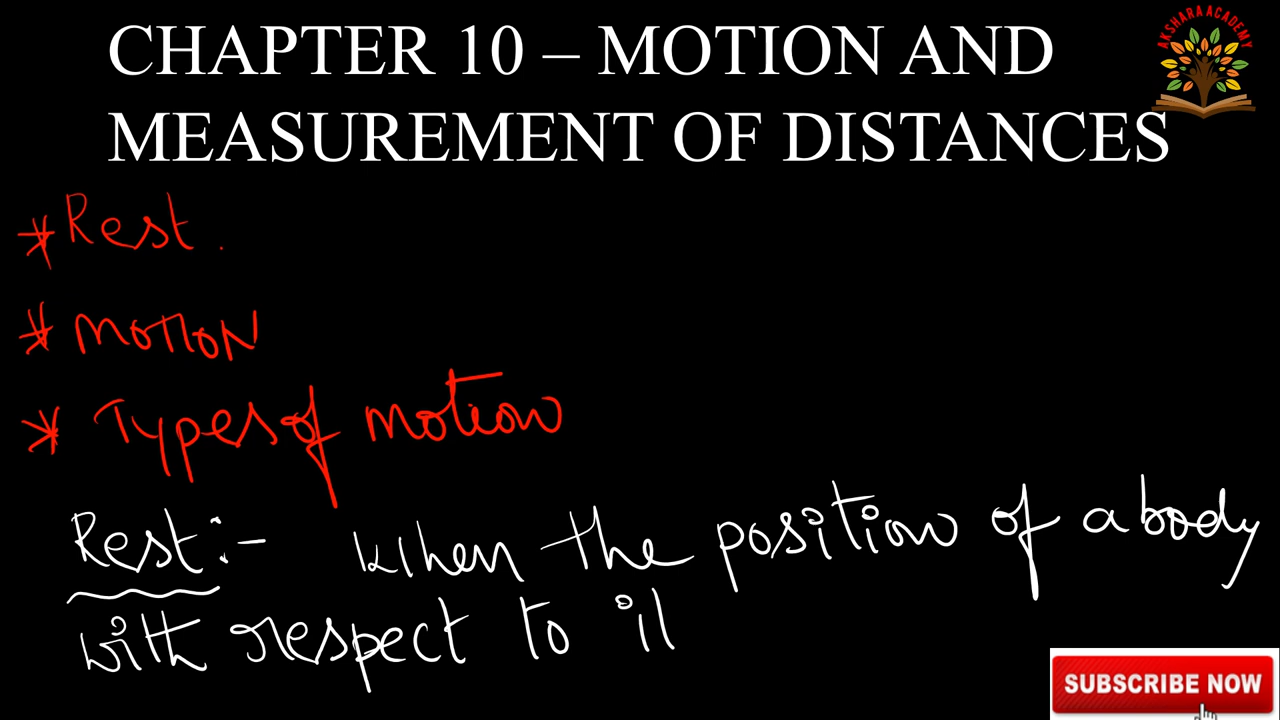 CHAPTER 10 – MOTION AND
MEASUREMENT OF DISTANCES
AKSHARA ACADEMY
* Rest.
* MOTION
* Types of motion
Rest:- When the position of a body
with respect to it
SUBSCRIBE NOW